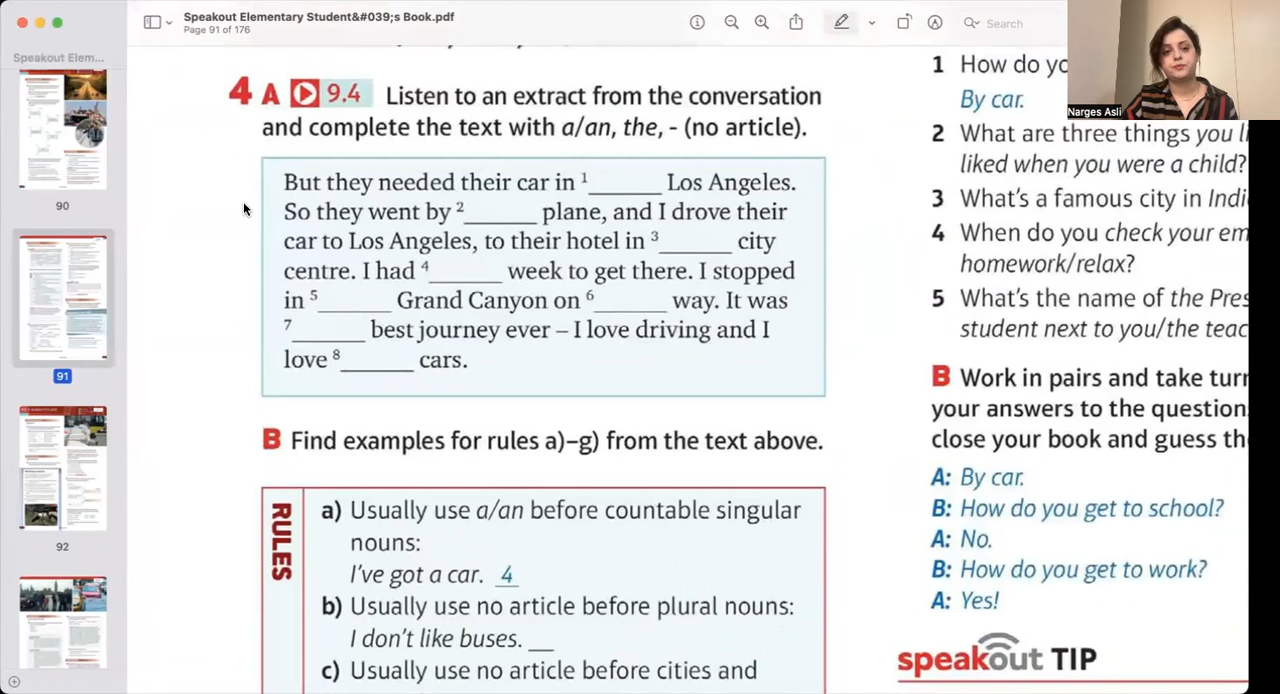 Speakout Elementary Student&#039;s Book.pdf
Page 91 of 176
Search
Speakout Elem...
90
91
92
Narges Asli
4 A 9.4 Listen to an extract from the conversation
and complete the text with a/an, the, - (no article).
But they needed their car in 1______ Los Angeles.
So they went by 2______ plane, and I drove their
car to Los Angeles, to their hotel in 3______ city
centre. I had 4______ week to get there. I stopped
in 5______ Grand Canyon on 6______ way. It was
7______ best journey ever – I love driving and I
love 8______ cars.
B Find examples for rules a)–g) from the text above.
RULES
a) Usually use a/an before countable singular
nouns:
I've got a car. 4
b) Usually use no article before plural nouns:
I don't like buses. __
c) Usually use no article before cities and
1 How do yo
By car.
2 What are three things you li
liked when you were a child?
3 What's a famous city in Indi
4 When do you check your em
homework/relax?
5 What's the name of the Pres
student next to you/the teac
B Work in pairs and take turn
your answers to the question
close your book and guess th
A: By car.
B: How do you get to school?
A: No.
B: How do you get to work?
A: Yes!
speakout TIP